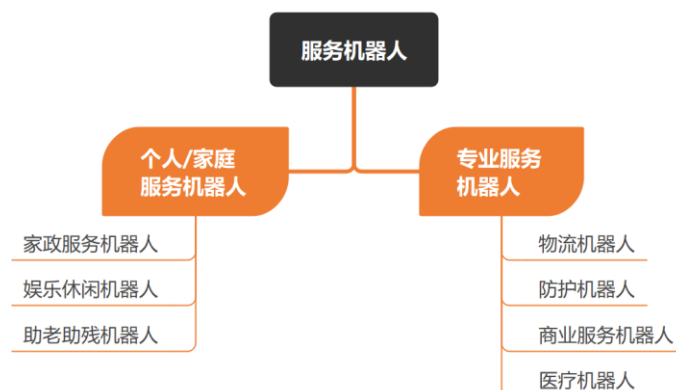 服务机器人
个人/家庭
服务机器人
专业服务
机器人
家政服务机器人
娱乐休闲机器人
助老助残机器人
物流机器人
防护机器人
商业服务机器人
医疗机器人